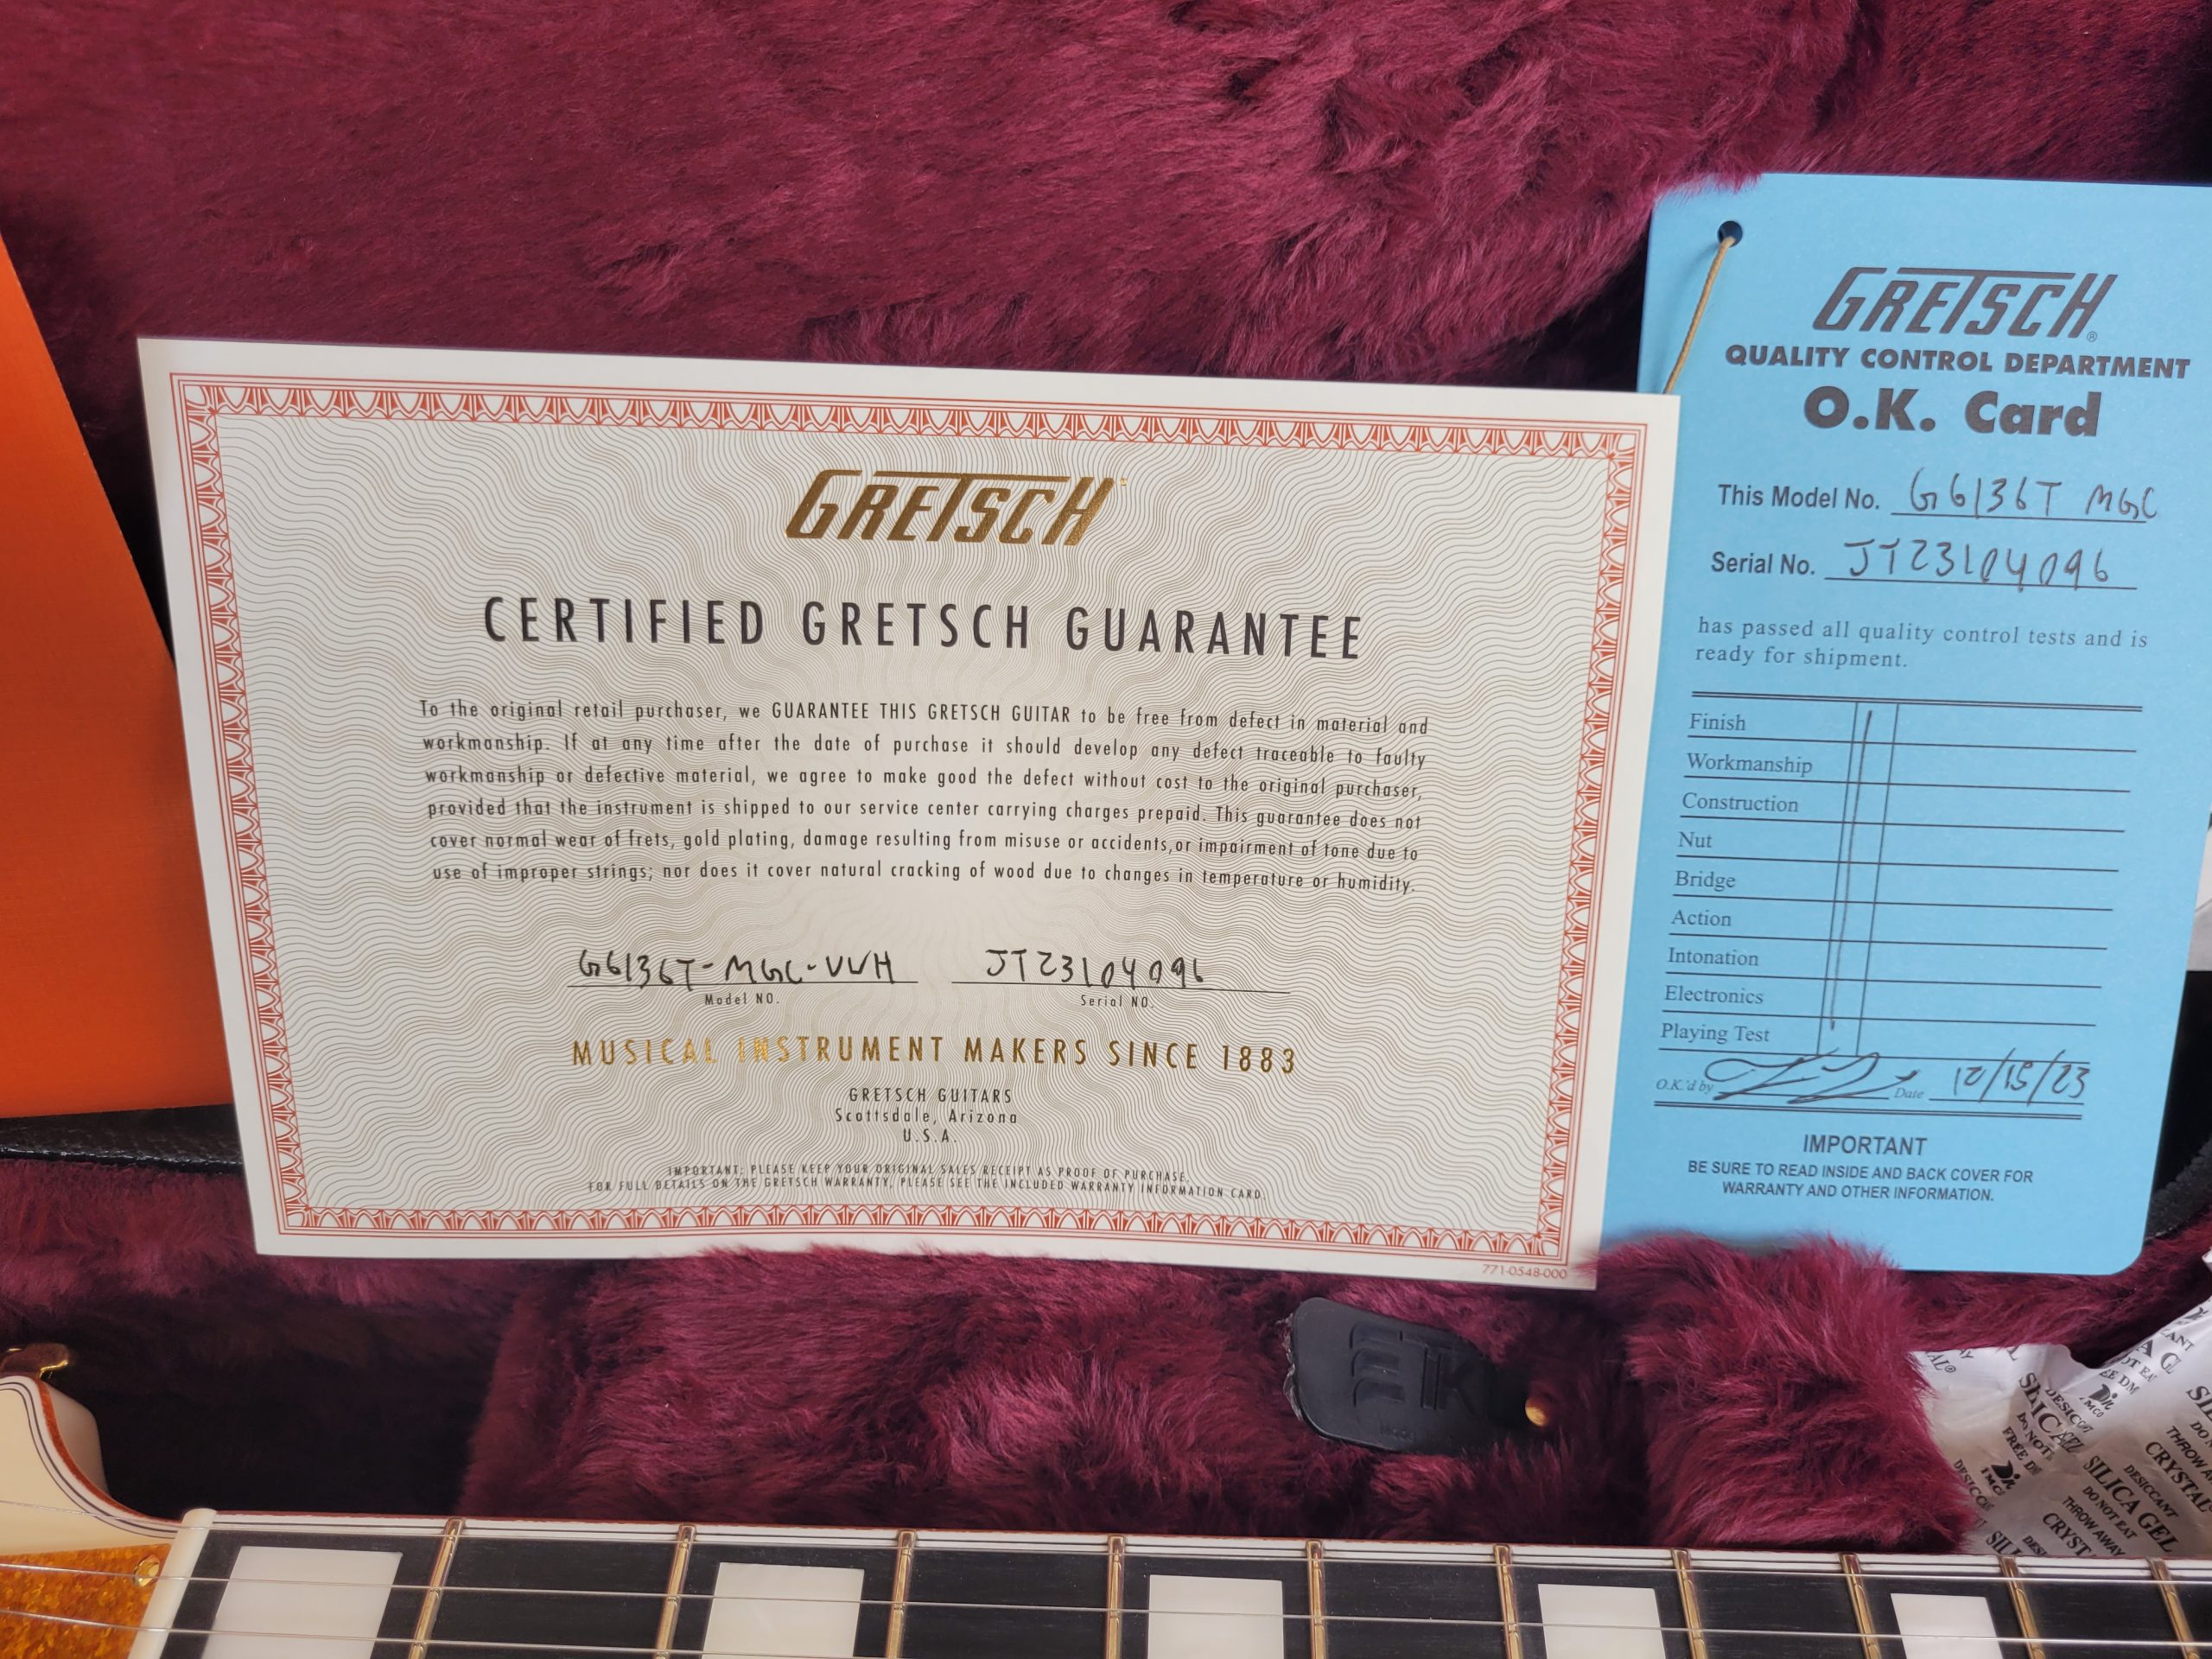 GRETSCH
CERTIFIED GRETSCH GUARANTEE
To the original retail purchaser, we GUARANTEE THIS GRETSCH GUITAR to be free from defect in material and
workmanship. If at any time after the date of purchase it should develop any defect traceable to faulty
workmanship or defective material, we agree to make good the defect without cost to the original purchaser,
provided that the instrument is shipped to our service center carrying charges prepaid. This guarantee does not
cover normal wear of frets, gold plating, damage resulting from misuse or accidents, or impairment of tone due to
use of improper strings; nor does it cover natural cracking of wood due to changes in temperature or humidity.
G6136T-MGC-VWH JT23104096
Model NO. Serial NO.
MUSICAL INSTRUMENT MAKERS SINCE 1883
GRETSCH GUITARS
Scottsdale, Arizona
U.S.A.
IMPORTANT: PLEASE KEEP YOUR ORIGINAL SALES RECEIPT AS PROOF OF PURCHASE.
FOR FULL DETAILS ON THE GRETSCH WARRANTY, PLEASE SEE THE INCLUDED WARRANTY INFORMATION CARD.
771-0548-000
GRETSCH®
QUALITY CONTROL DEPARTMENT
O.K. Card
This Model No. G6136T MGC
Serial No. JT23104096
has passed all quality control tests and is
ready for shipment.
Finish
Workmanship
Construction
Nut
Bridge
Action
Intonation
Electronics
Playing Test
O.K.'d by Date 12/15/23
IMPORTANT
BE SURE TO READ INSIDE AND BACK COVER FOR
WARRANTY AND OTHER INFORMATION.
SILICA GEL
DESICCANT
DO NOT EAT
THROW AWAY